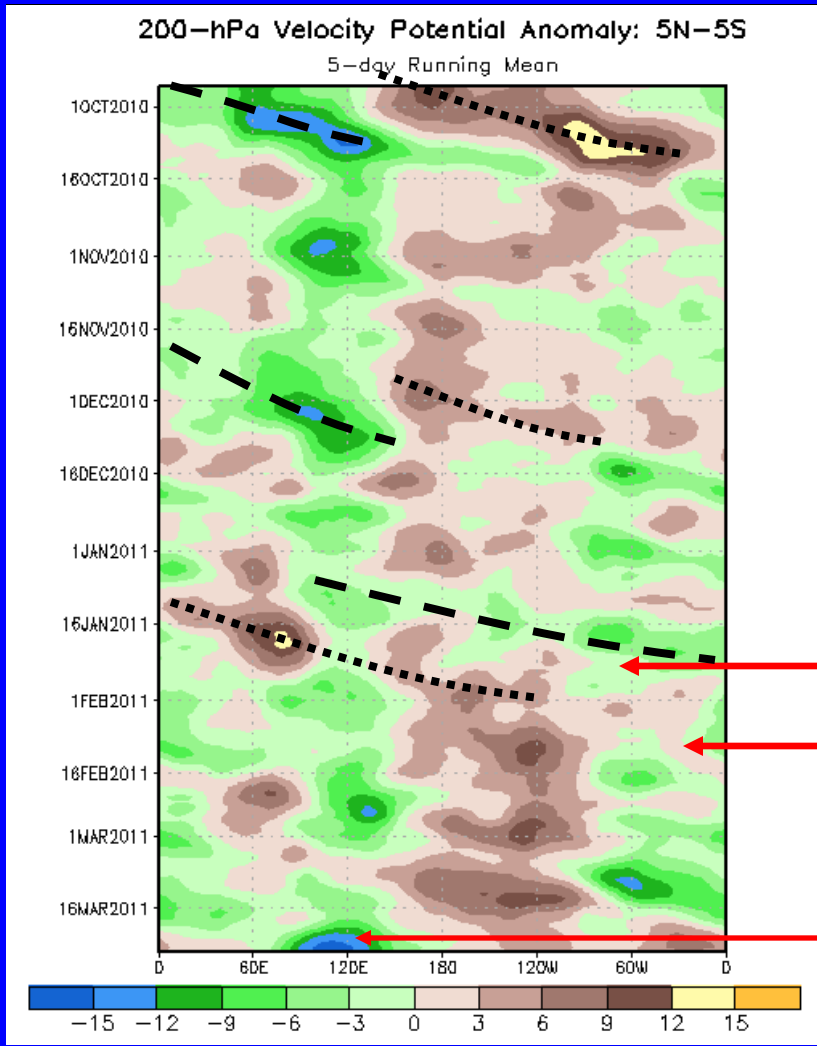 200-hPa Velocity Potential Anomaly: 5N-5S
5-day Running Mean
1OCT2010
16OCT2010
1NOV2010
16NOV2010
1DEC2010
16DEC2010
1JAN2011
16JAN2011
1FEB2011
16FEB2011
1MAR2011
16MAR2011
0 60E 120E 180 120W 60W 0
-15 -12 -9 -6 -3 0 3 6 9 12 15